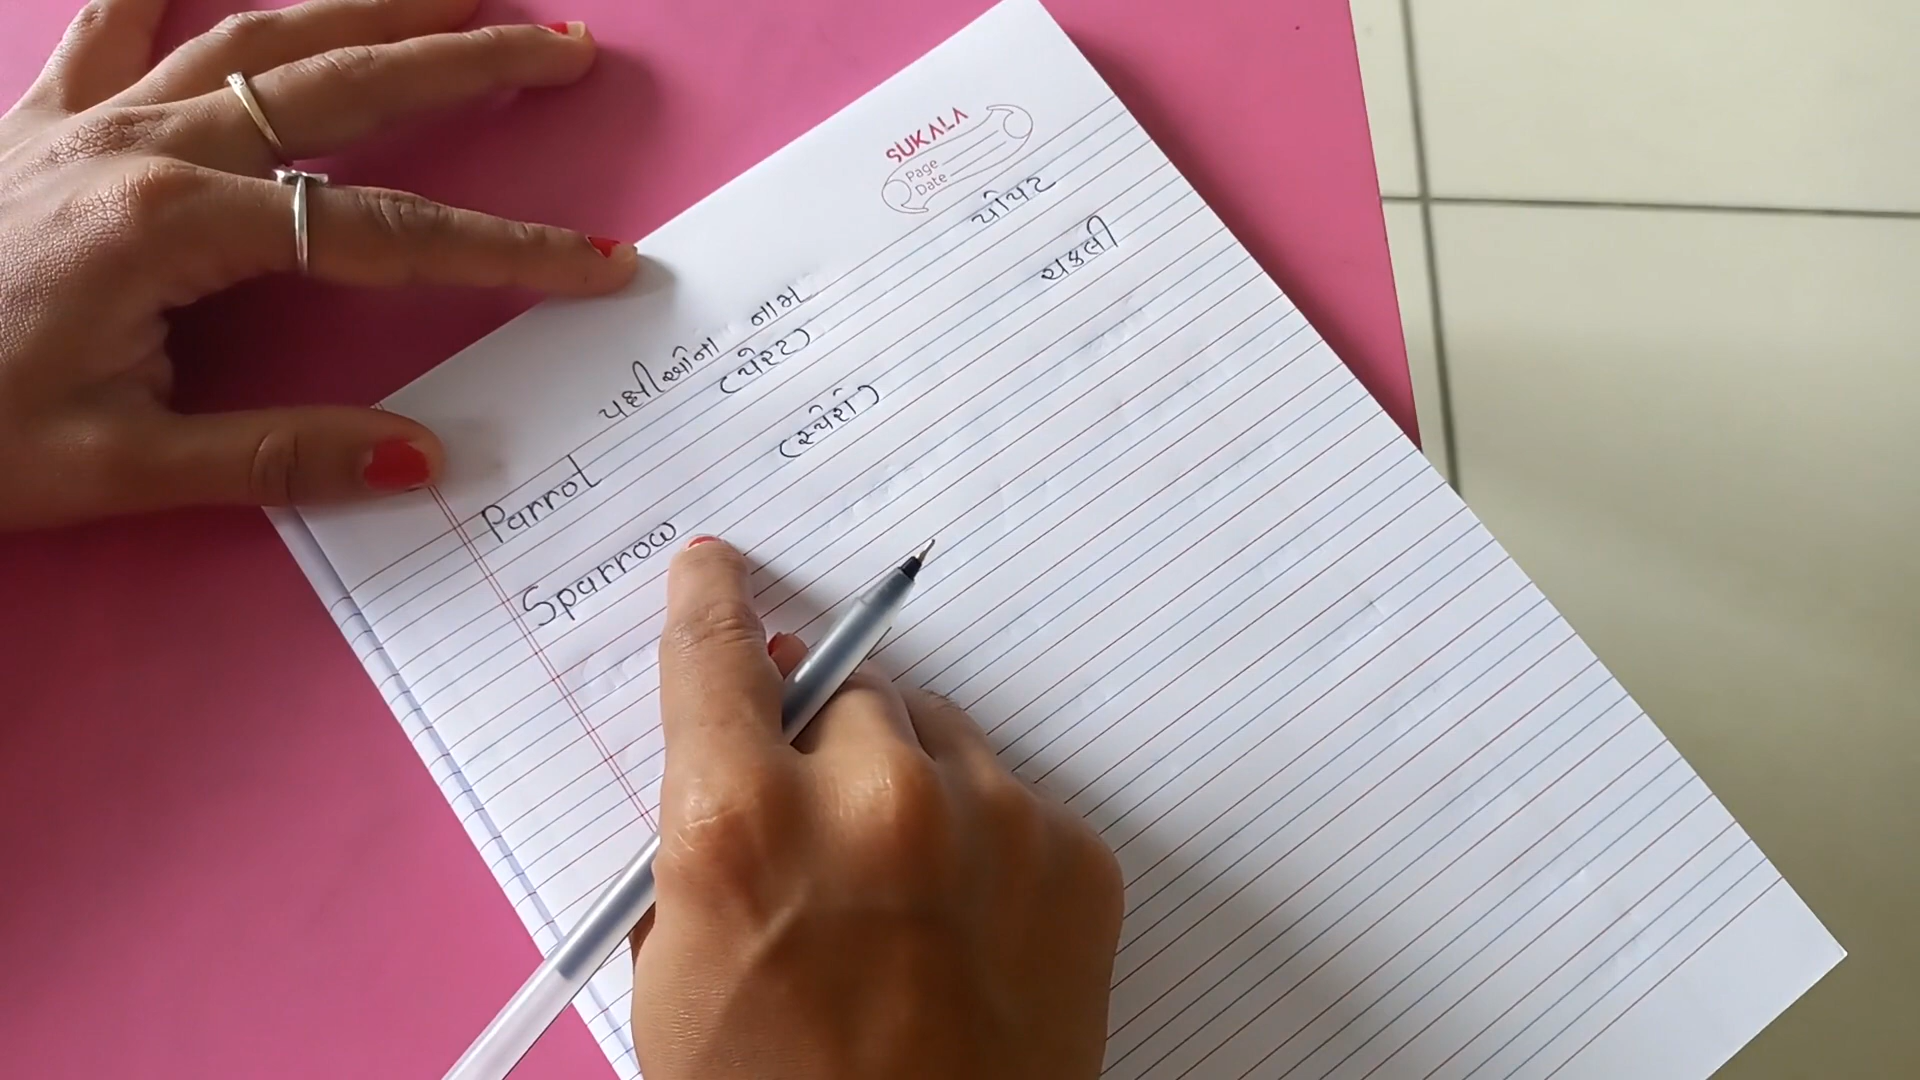 SUKALA
Page
Date
પક્ષીઓના નામ
Parrot (પેરટ) પોપટ
Sparrow (સ્પેરો) ચકલી